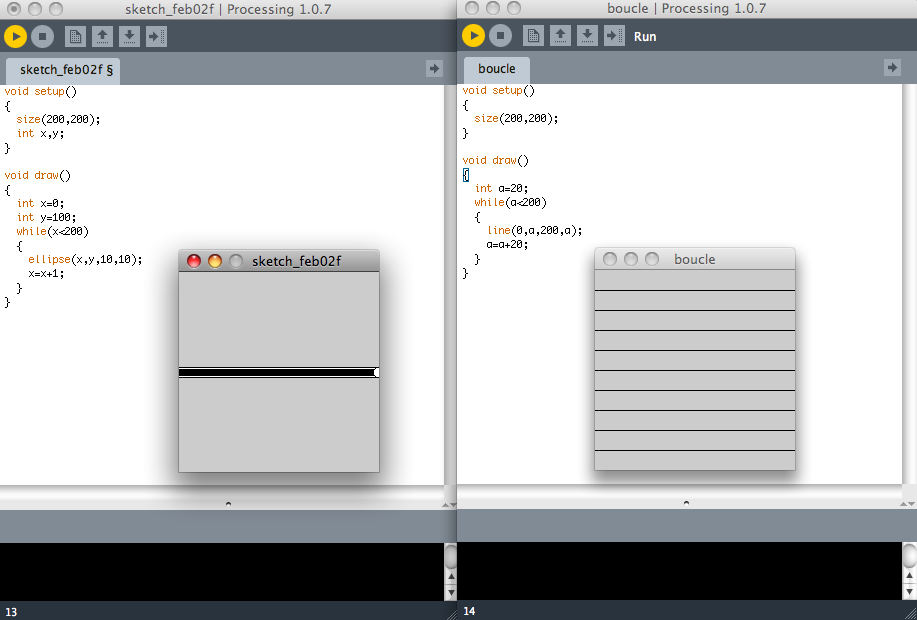 sketch_feb02f | Processing 1.0.7
sketch_feb02f §
void setup()
{
  size(200,200);
  int x,y;
}
void draw()
{
  int x=0;
  int y=100;
  while(x<200)
  {
    ellipse(x,y,10,10);
    x=x+1;
  }
}
sketch_feb02f
13
boucle | Processing 1.0.7
Run
boucle
void setup()
{
  size(200,200);
}
void draw()
{
  int a=20;
  while(a<200)
  {
    line(0,a,200,a);
    a=a+20;
  }
}
boucle
14